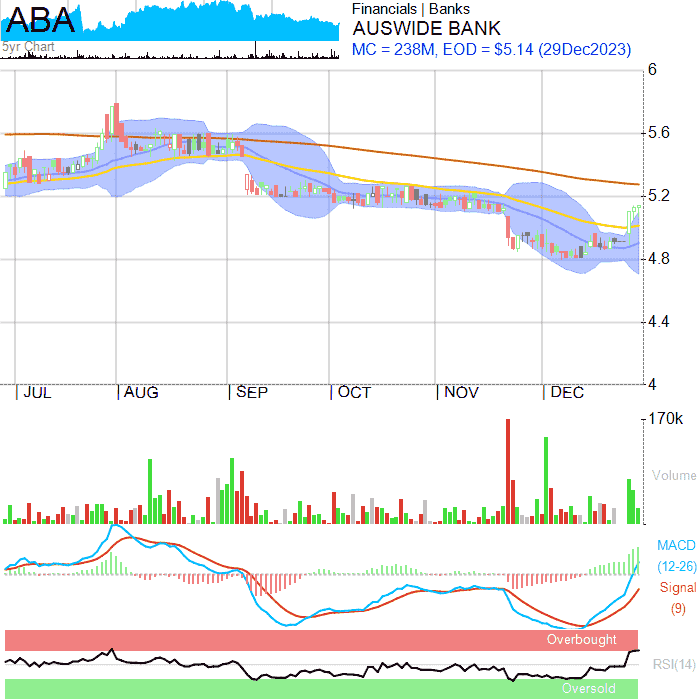 ABA
5yr Chart
Financials | Banks
AUSWIDE BANK
MC = 238M, EOD = $5.14 (29Dec2023)
6
5.6
5.2
4.8
4.4
4
JUL
AUG
SEP
OCT
NOV
DEC
170k
Volume
MACD
(12-26)
Signal
(9)
Overbought
RSI(14)
Oversold